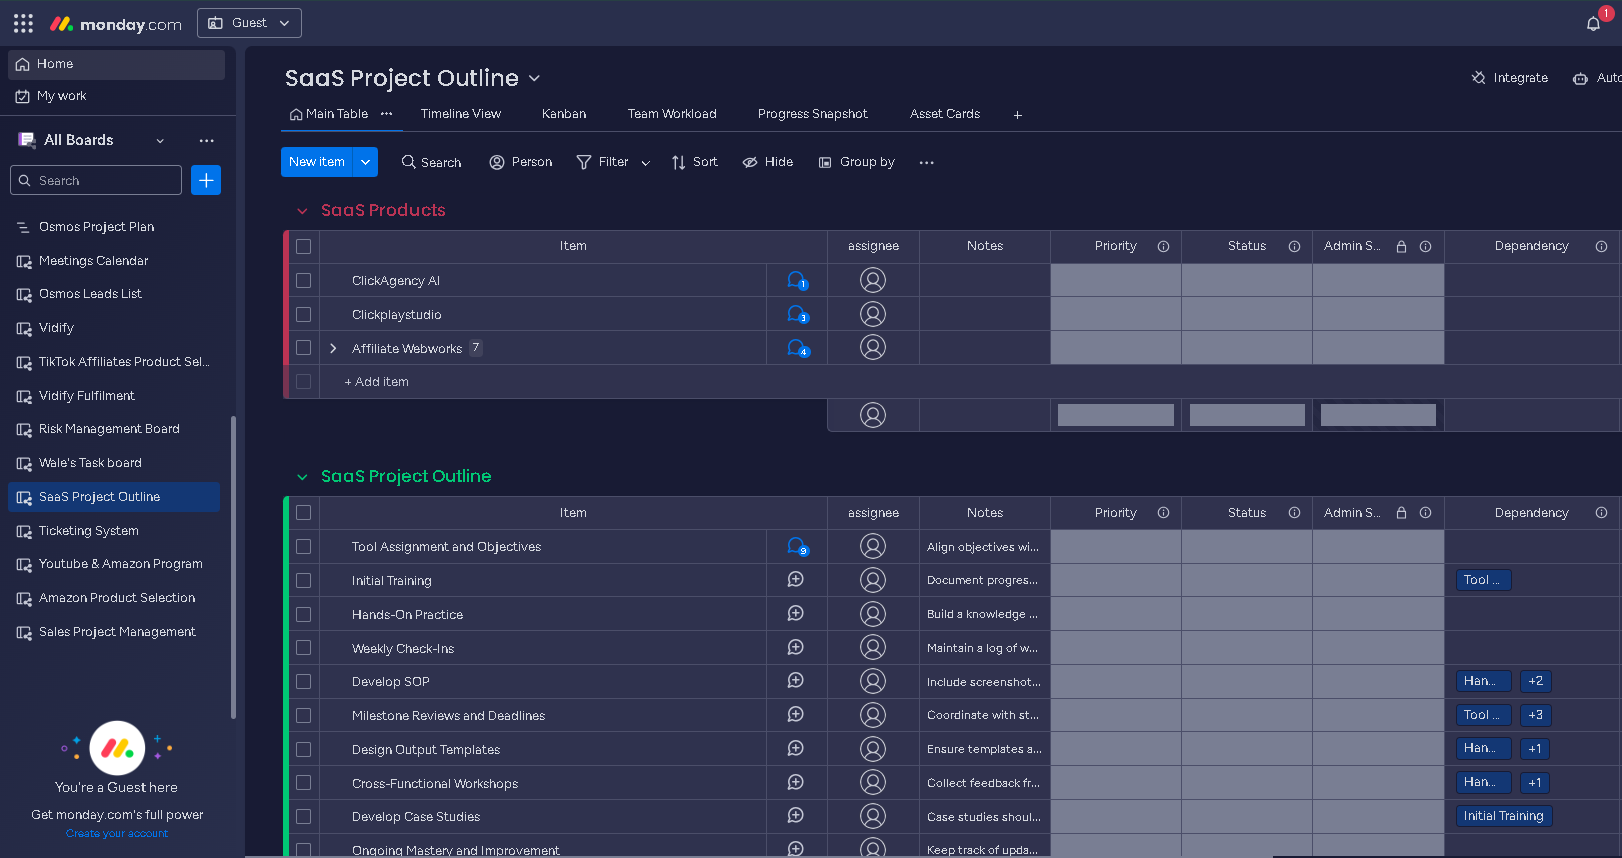 monday.com
Guest
1
Home
My work
All Boards
Search
Osmos Project Plan
Meetings Calendar
Osmos Leads List
Vidify
TikTok Affiliates Product Sel...
Vidify Fulfilment
Risk Management Board
Wale's Task board
SaaS Project Outline
Ticketing System
Youtube & Amazon Program
Amazon Product Selection
Sales Project Management
You're a Guest here
Get monday.com's full power
Create your account
SaaS Project Outline
Integrate
Auto
Main Table
Timeline View
Kanban
Team Workload
Progress Snapshot
Asset Cards
+
New item
Search
Person
Filter
Sort
Hide
Group by
SaaS Products
Item assignee Notes Priority Status Admin S... Dependency
ClickAgency AI 1
Clickplaystudio 3
Affiliate Webworks 7 4
+ Add item
SaaS Project Outline
Item assignee Notes Priority Status Admin S... Dependency
Tool Assignment and Objectives 9 Align objectives wi...
Initial Training Document progres... Tool ...
Hands-On Practice Build a knowledge ...
Weekly Check-Ins Maintain a log of w...
Develop SOP Include screenshot... Han... +2
Milestone Reviews and Deadlines Coordinate with st... Tool ... +3
Design Output Templates Ensure templates a... Han... +1
Cross-Functional Workshops Collect feedback fr... Han... +1
Develop Case Studies Case studies shoul... Initial Training
Ongoing Mastery and Improvement Keep track of upda...